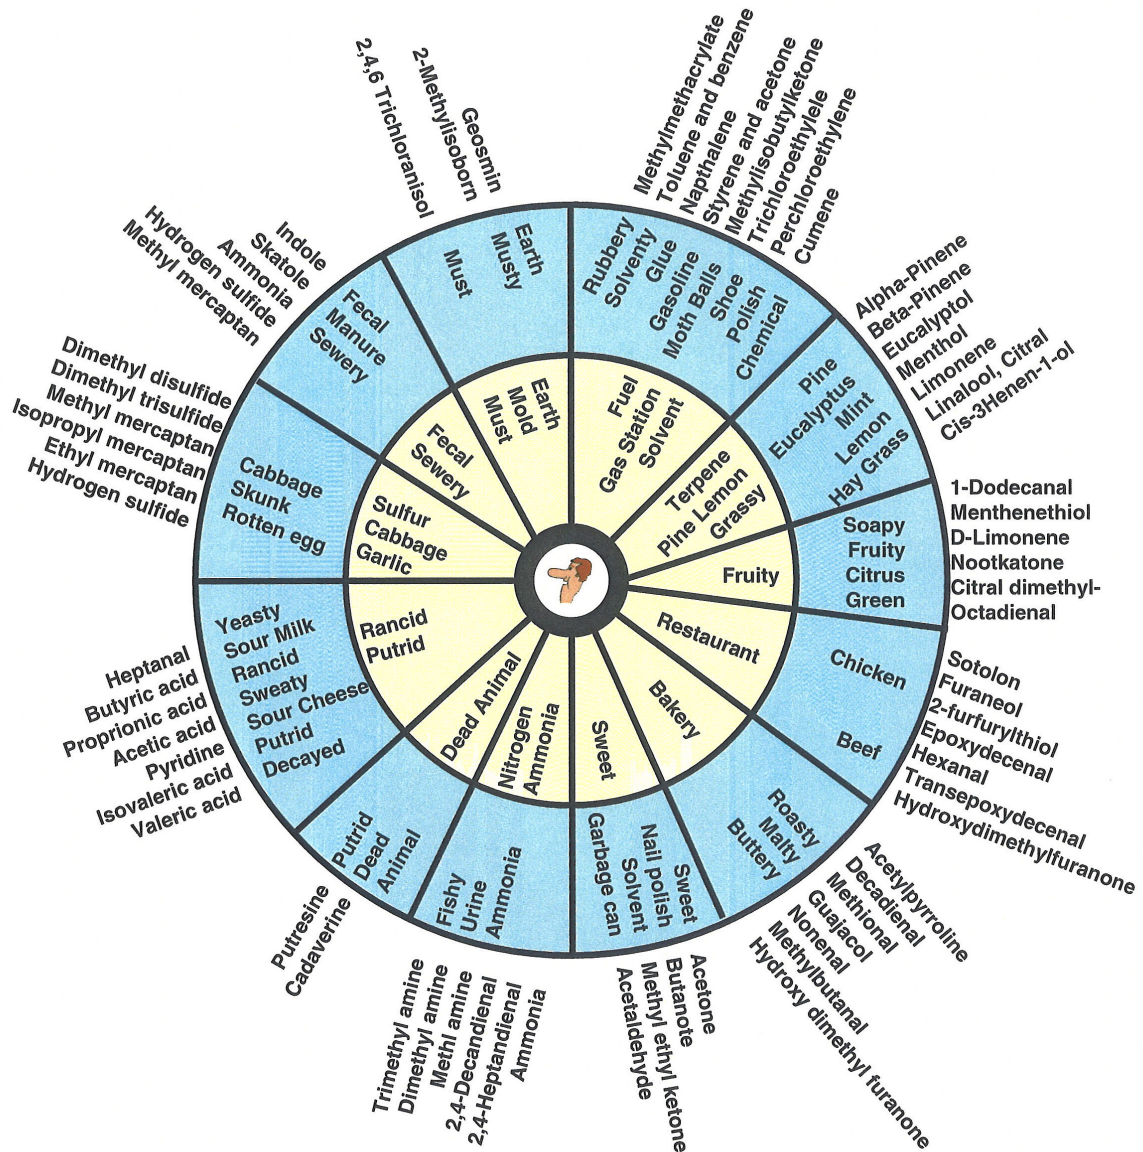 Methylmethacrylate
Toluene and benzene
Napthalene
Styrene and acetone
Methylisobutylketone
Trichloroethylele
Perchloroethylene
Cumene
Rubbery
Solventy
Glue
Gasoline
Moth Balls
Shoe
Polish
Chemical
Fuel
Gas Station
Solvent
Alpha-Pinene
Beta-Pinene
Eucalyptol
Menthol
Limonene
Linalool, Citral
Cis-3Henen-1-ol
Pine
Eucalyptus
Mint
Lemon
Hay Grass
Terpene
Pine Lemon
Grassy
1-Dodecanal
Menthenethiol
D-Limonene
Nootkatone
Citral dimethyl-
Octadienal
Soapy
Fruity
Citrus
Green
Fruity
Sotolon
Furaneol
2-furfurylthiol
Epoxydecenal
Hexanal
Transepoxydecenal
Hydroxydimethylfuranone
Chicken
Beef
Restaurant
Acetylpyrroline
Decadienal
Methional
Guajacol
Nonenal
Methylbutanal
Hydroxy dimethyl furanone
Roasty
Malty
Buttery
Bakery
Acetone
Butanote
Methyl ethyl ketone
Acetaldehyde
Sweet
Nail polish
Solvent
Garbage can
Sweet
Trimethyl amine
Dimethyl amine
Methl amine
2,4-Decandienal
2,4-Heptandienal
Ammonia
Fishy
Urine
Ammonia
Nitrogen
Ammonia
Putresine
Cadaverine
Putrid
Dead
Animal
Dead Animal
Heptanal
Butyric acid
Proprionic acid
Acetic acid
Pyridine
Isovaleric acid
Valeric acid
Yeasty
Sour Milk
Rancid
Sweaty
Sour Cheese
Putrid
Decayed
Rancid
Putrid
Dimethyl disulfide
Dimethyl trisulfide
Methyl mercaptan
Isopropyl mercaptan
Ethyl mercaptan
Hydrogen sulfide
Cabbage
Skunk
Rotten egg
Sulfur
Cabbage
Garlic
Indole
Skatole
Ammonia
Hydrogen sulfide
Methyl mercaptan
Fecal
Manure
Sewery
Fecal
Sewery
Geosmin
2-Methylisoborn
2,4,6 Trichloranisol
Earth
Musty
Must
Earth
Mold
Must